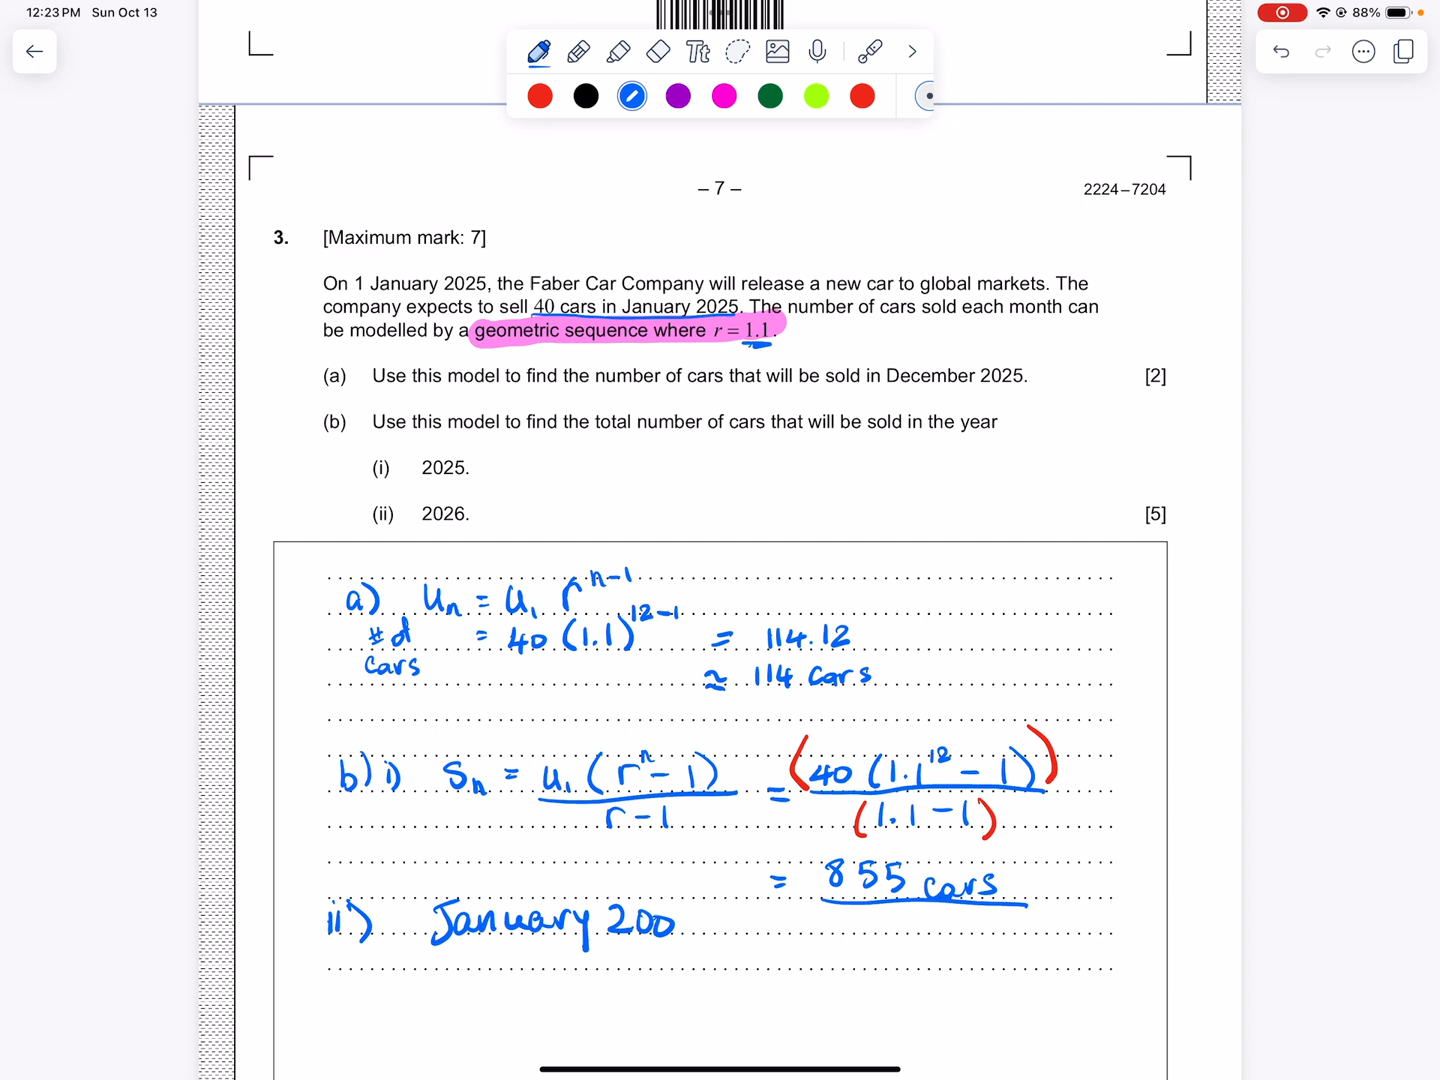 12:23 PM Sun Oct 13
88%
Tt
– 7 –
2224–7204
3. [Maximum mark: 7]
On 1 January 2025, the Faber Car Company will release a new car to global markets. The
company expects to sell 40 cars in January 2025. The number of cars sold each month can
be modelled by a geometric sequence where r = 1.1.
(a) Use this model to find the number of cars that will be sold in December 2025. [2]
(b) Use this model to find the total number of cars that will be sold in the year
(i) 2025.
(ii) 2026. [5]
a) Uₙ = U₁ r^(n-1)
# of cars = 40 (1.1)^(12-1) = 114.12
≈ 114 cars
b) i) Sₙ = U₁ (rⁿ - 1) / r - 1 = (40 (1.1¹² - 1)) / (1.1 - 1)
= 855 cars
ii) January 200